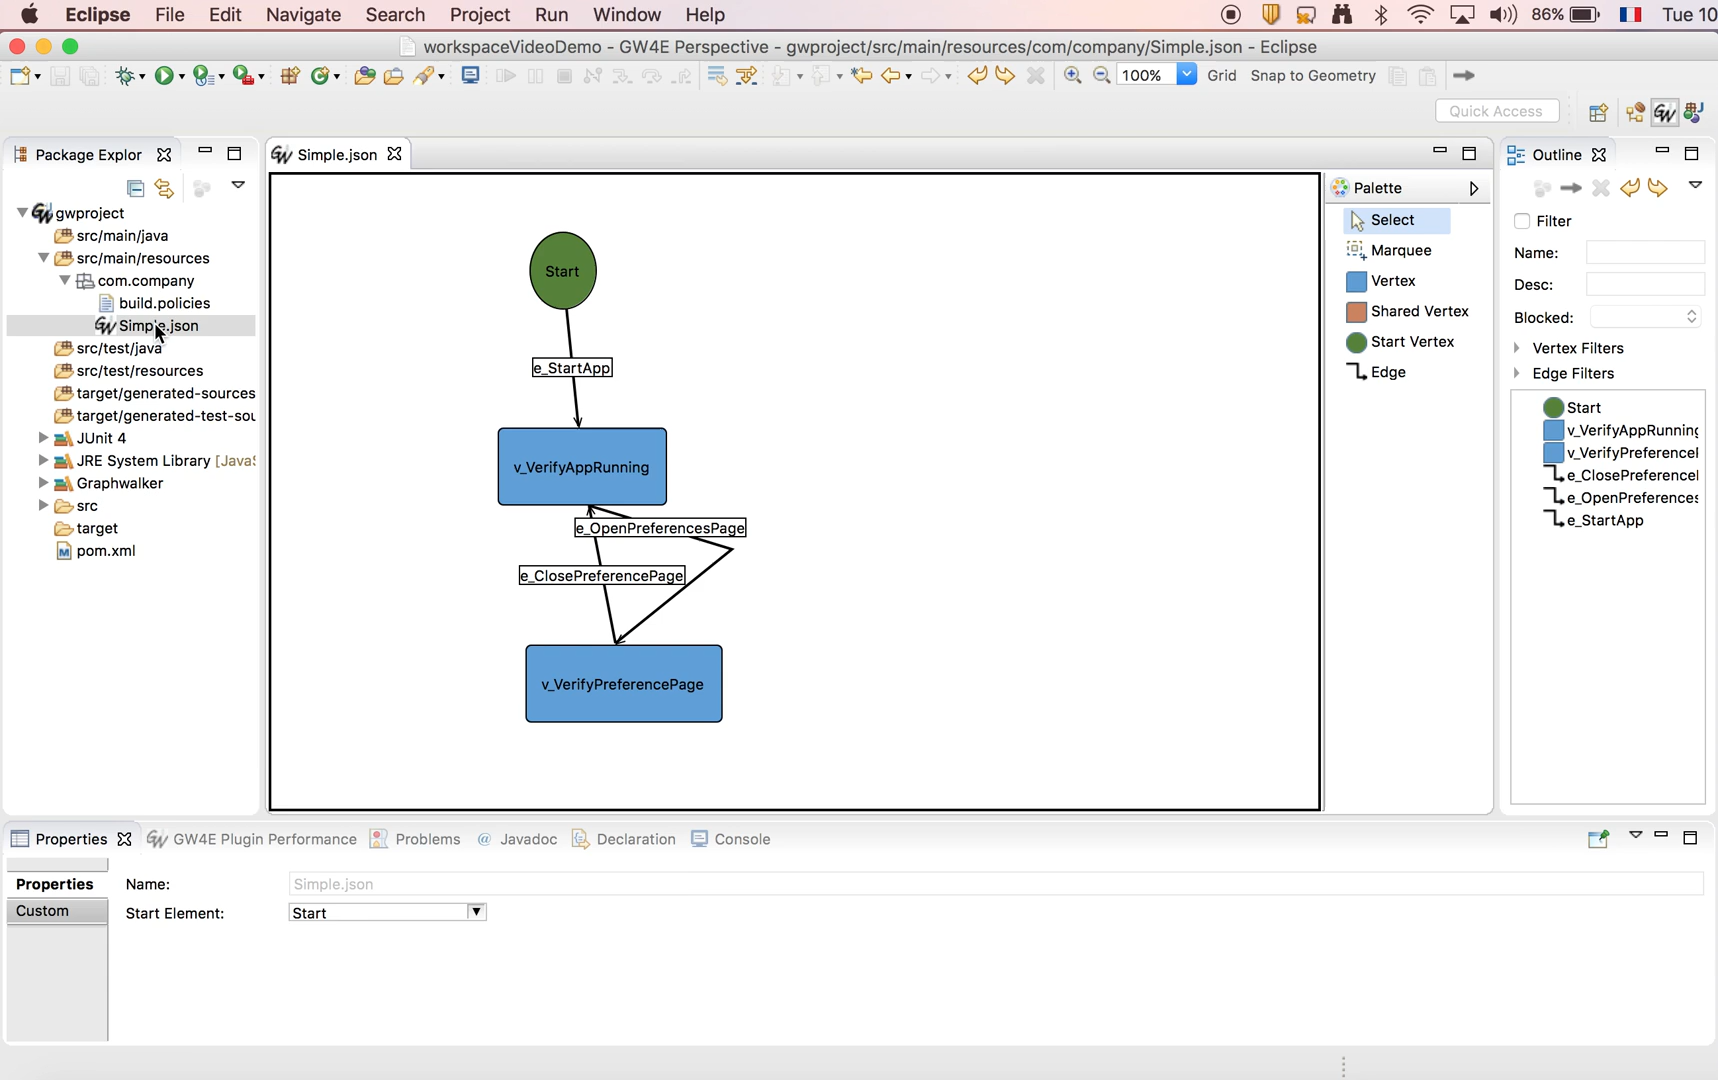 Eclipse File Edit Navigate Search Project Run Window Help 86% Tue 10
workspaceVideoDemo - GW4E Perspective - gwproject/src/main/resources/com/company/Simple.json - Eclipse
100% Grid Snap to Geometry
Quick Access
Package Explor
gwproject
src/main/java
src/main/resources
com.company
build.policies
Simple.json
src/test/java
src/test/resources
target/generated-sources
target/generated-test-sou
JUnit 4
JRE System Library [JavaS
Graphwalker
src
target
pom.xml
Simple.json
Start
e_StartApp
v_VerifyAppRunning
e_OpenPreferencesPage
e_ClosePreferencePage
v_VerifyPreferencePage
Palette
Select
Marquee
Vertex
Shared Vertex
Start Vertex
Edge
Outline
Filter
Name:
Desc:
Blocked:
Vertex Filters
Edge Filters
Start
v_VerifyAppRunning
v_VerifyPreferenceP
e_ClosePreferenceP
e_OpenPreferences
e_StartApp
Properties GW4E Plugin Performance Problems @ Javadoc Declaration Console
Properties
Custom
Name: Simple.json
Start Element: Start